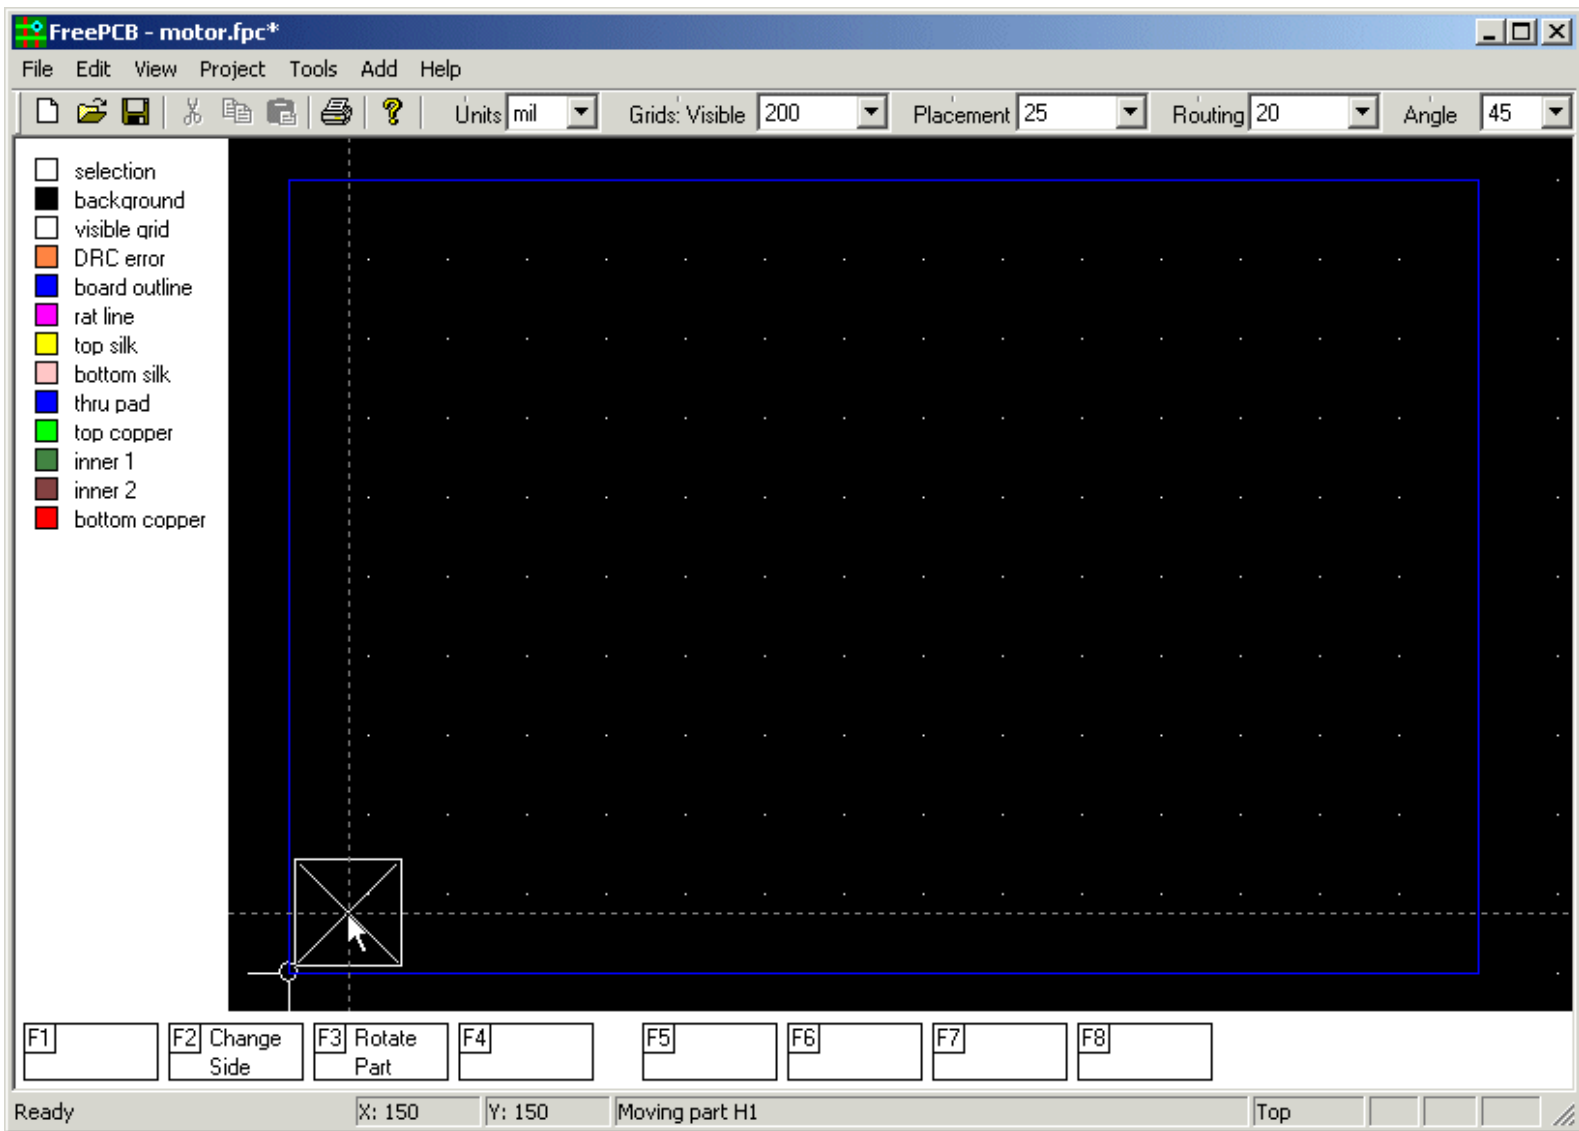 FreePCB - motor.fpc*
File Edit View Project Tools Add Help
Units mil Grids: Visible 200 Placement 25 Routing 20 Angle 45
selection
background
visible grid
DRC error
board outline
rat line
top silk
bottom silk
thru pad
top copper
inner 1
inner 2
bottom copper
F1 F2 Change Side F3 Rotate Part F4 F5 F6 F7 F8
Ready X: 150 Y: 150 Moving part H1 Top